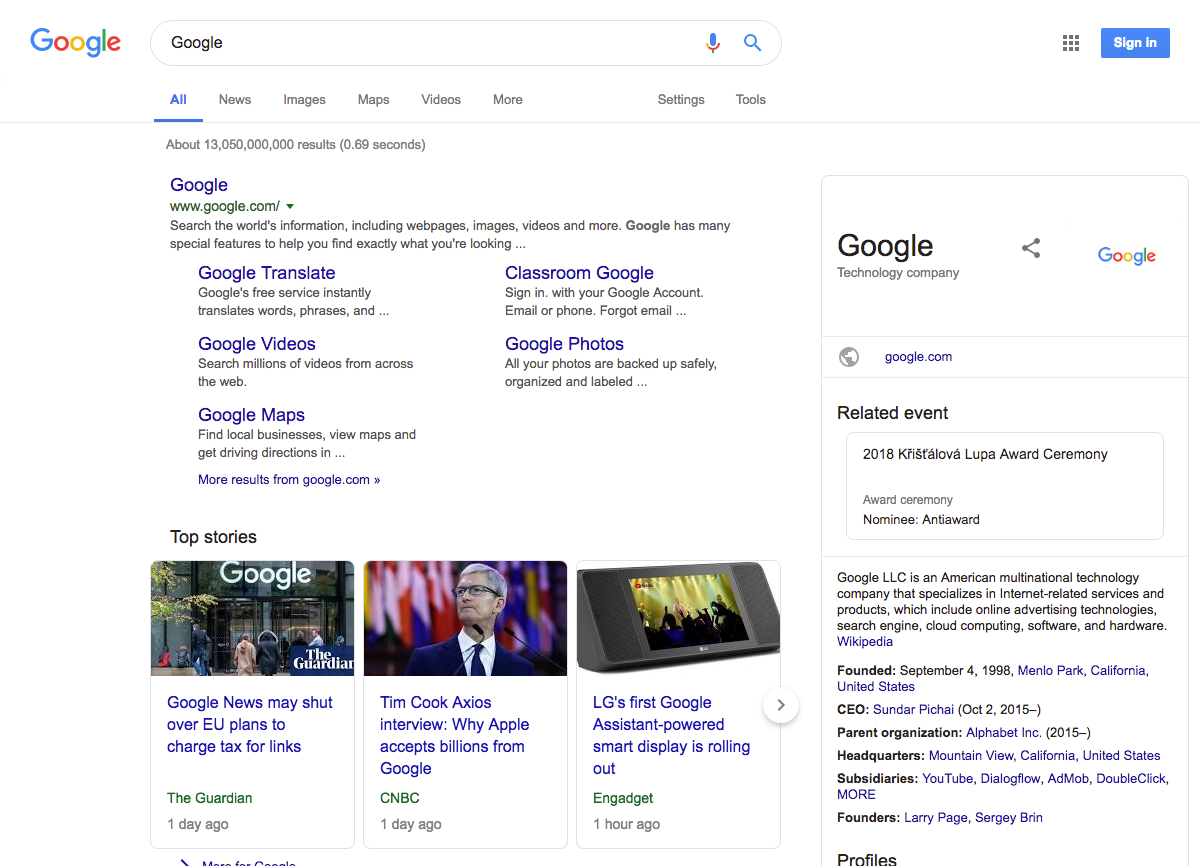 Google
Google
Sign in
All
News
Images
Maps
Videos
More
Settings
Tools
About 13,050,000,000 results (0.69 seconds)
Google
www.google.com/
Search the world's information, including webpages, images, videos and more. Google has many
special features to help you find exactly what you're looking ...
Google Translate
Google's free service instantly
translates words, phrases, and ...
Classroom Google
Sign in. with your Google Account.
Email or phone. Forgot email ...
Google Videos
Search millions of videos from across
the web.
Google Photos
All your photos are backed up safely,
organized and labeled ...
Google Maps
Find local businesses, view maps and
get driving directions in ...
More results from google.com »
Top stories
Google
The
Guardian
Google News may shut
over EU plans to
charge tax for links
The Guardian
1 day ago
Tim Cook Axios
interview: Why Apple
accepts billions from
Google
CNBC
1 day ago
LG's first Google
Assistant-powered
smart display is rolling
out
Engadget
1 hour ago
More for Google
Google
Technology company
Google
google.com
Related event
2018 Křišťálová Lupa Award Ceremony
Award ceremony
Nominee: Antiaward
Google LLC is an American multinational technology
company that specializes in Internet-related services and
products, which include online advertising technologies,
search engine, cloud computing, software, and hardware.
Wikipedia
Founded: September 4, 1998, Menlo Park, California,
United States
CEO: Sundar Pichai (Oct 2, 2015–)
Parent organization: Alphabet Inc. (2015–)
Headquarters: Mountain View, California, United States
Subsidiaries: YouTube, Dialogflow, AdMob, DoubleClick,
MORE
Founders: Larry Page, Sergey Brin
Profiles